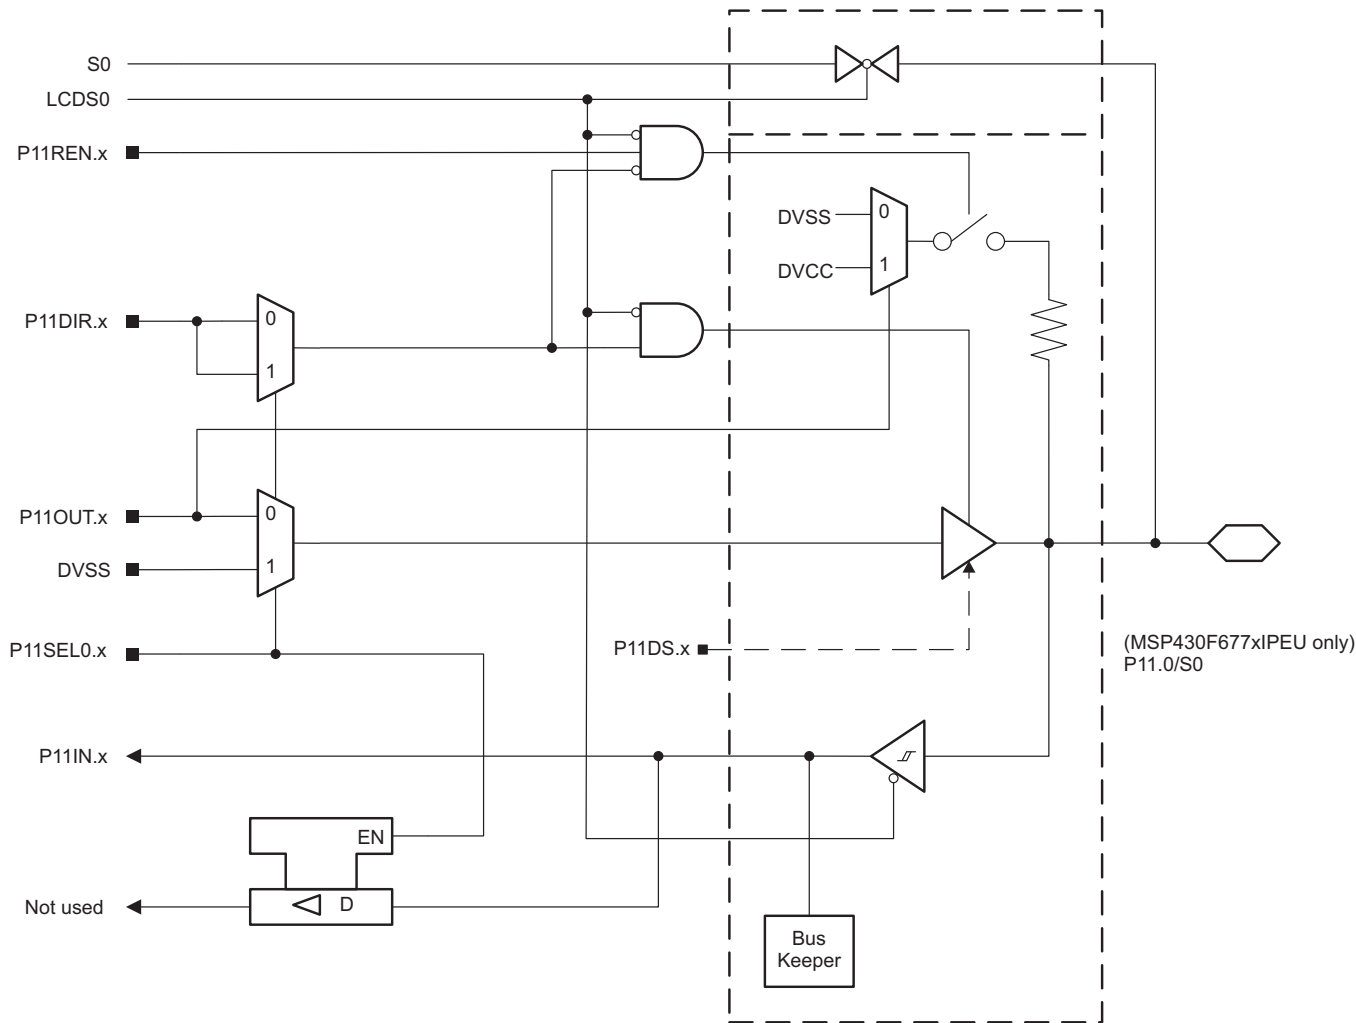 S0
LCDS0
P11REN.x
DVSS
0
DVCC
1
P11DIR.x
0
1
P11OUT.x
0
DVSS
1
P11SEL0.x
P11DS.x
(MSP430F677xIPEU only)
P11.0/S0
P11IN.x
EN
Not used
D
Bus
Keeper